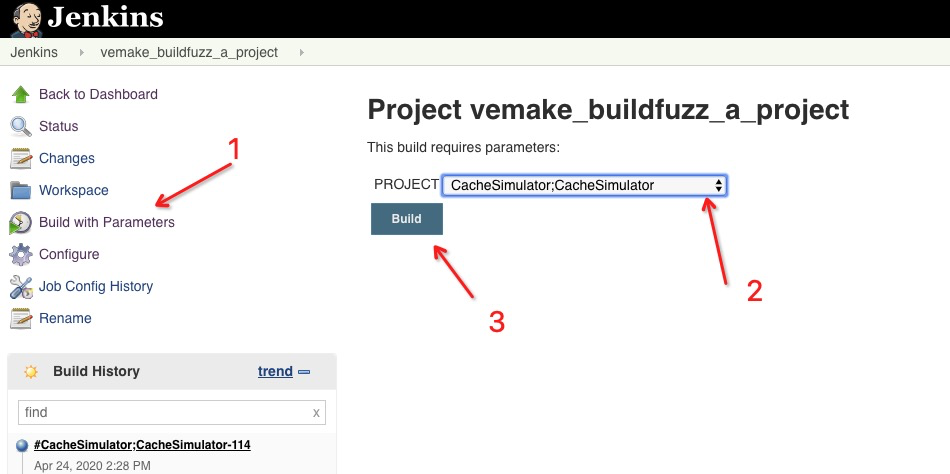 Jenkins
Jenkins vemake_buildfuzz_a_project
Back to Dashboard
Status
Changes
Workspace
Build with Parameters
Configure
Job Config History
Rename
1
Project vemake_buildfuzz_a_project
This build requires parameters:
PROJECT CacheSimulator;CacheSimulator
Build
2
3
Build History trend
find x
#CacheSimulator;CacheSimulator-114
Apr 24, 2020 2:28 PM